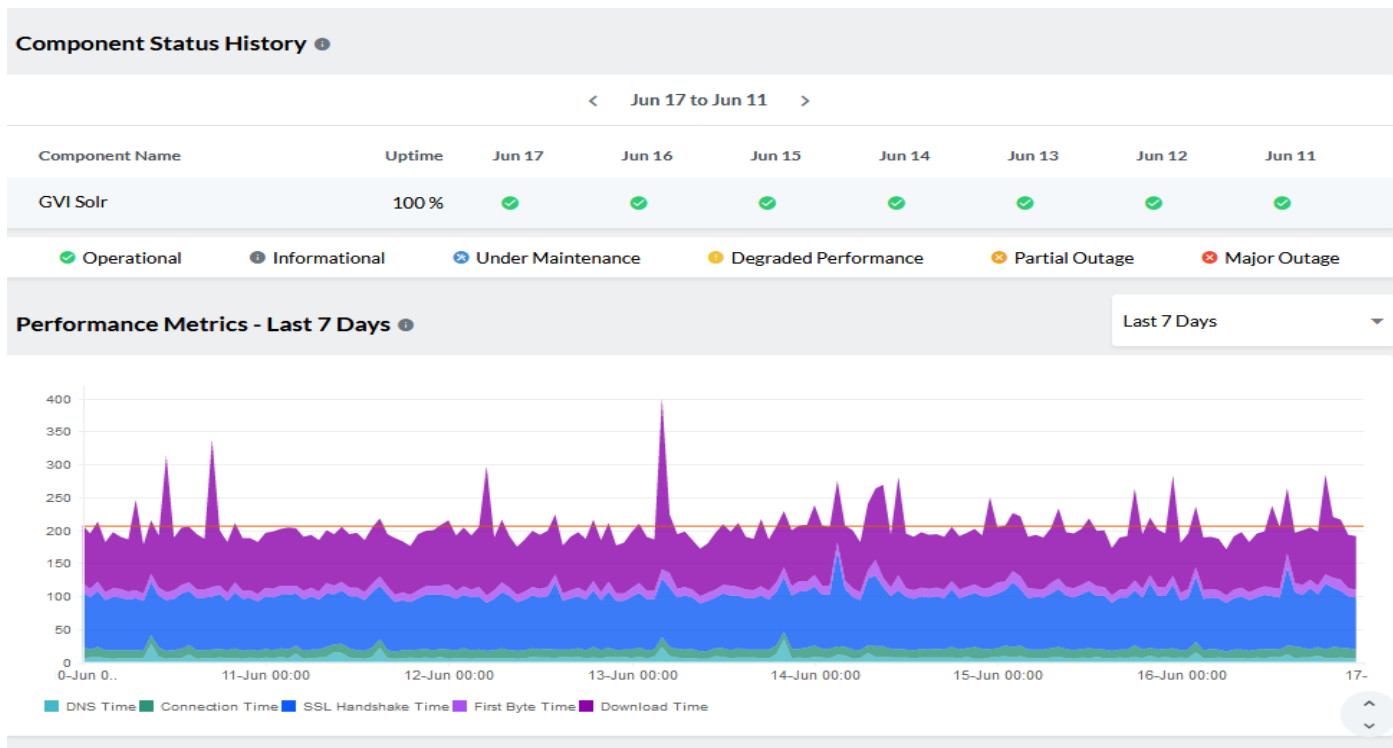 Component Status History
Jun 17 to Jun 11
Component Name Uptime Jun 17 Jun 16 Jun 15 Jun 14 Jun 13 Jun 12 Jun 11
GVI Solr 100 %
Operational Informational Under Maintenance Degraded Performance Partial Outage Major Outage
Performance Metrics - Last 7 Days
Last 7 Days
400
350
300
250
200
150
100
50
0
0-Jun 0.. 11-Jun 00:00 12-Jun 00:00 13-Jun 00:00 14-Jun 00:00 15-Jun 00:00 16-Jun 00:00 17-
DNS Time Connection Time SSL Handshake Time First Byte Time Download Time